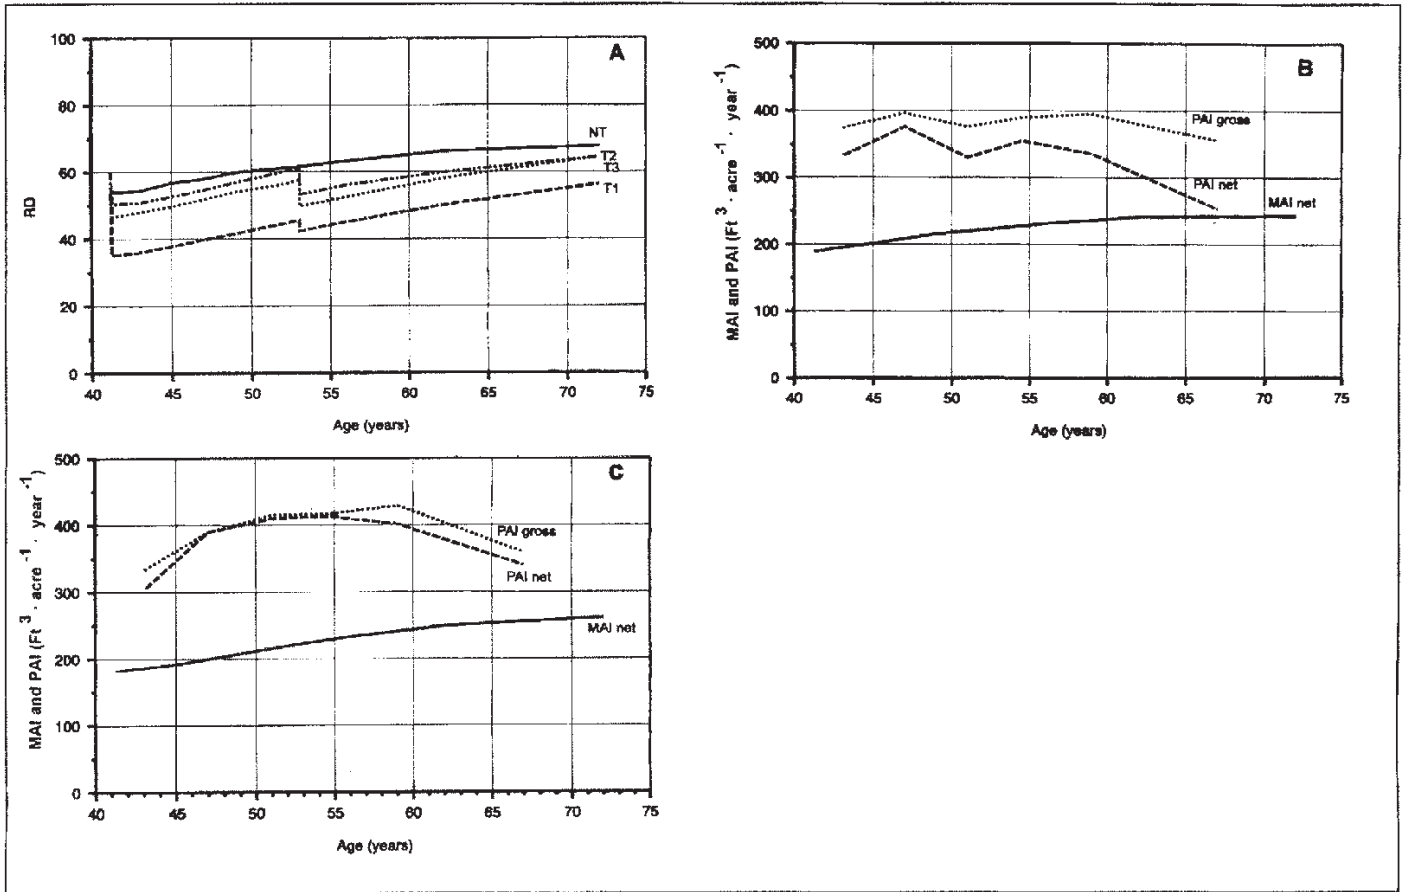 A
100
80
60
40
20
0
RD
NT
T2
T3
T1
40 45 50 55 60 65 70 75
Age (years)
B
500
400
300
200
100
0
MAI and PAI (Ft 3 · acre -1 · year -1)
PAI gross
PAI net
MAI net
40 45 50 55 60 65 70 75
Age (years)
C
500
400
300
200
100
0
MAI and PAI (Ft 3 · acre -1 · year -1)
PAI gross
PAI net
MAI net
40 45 50 55 60 65 70 75
Age (years)